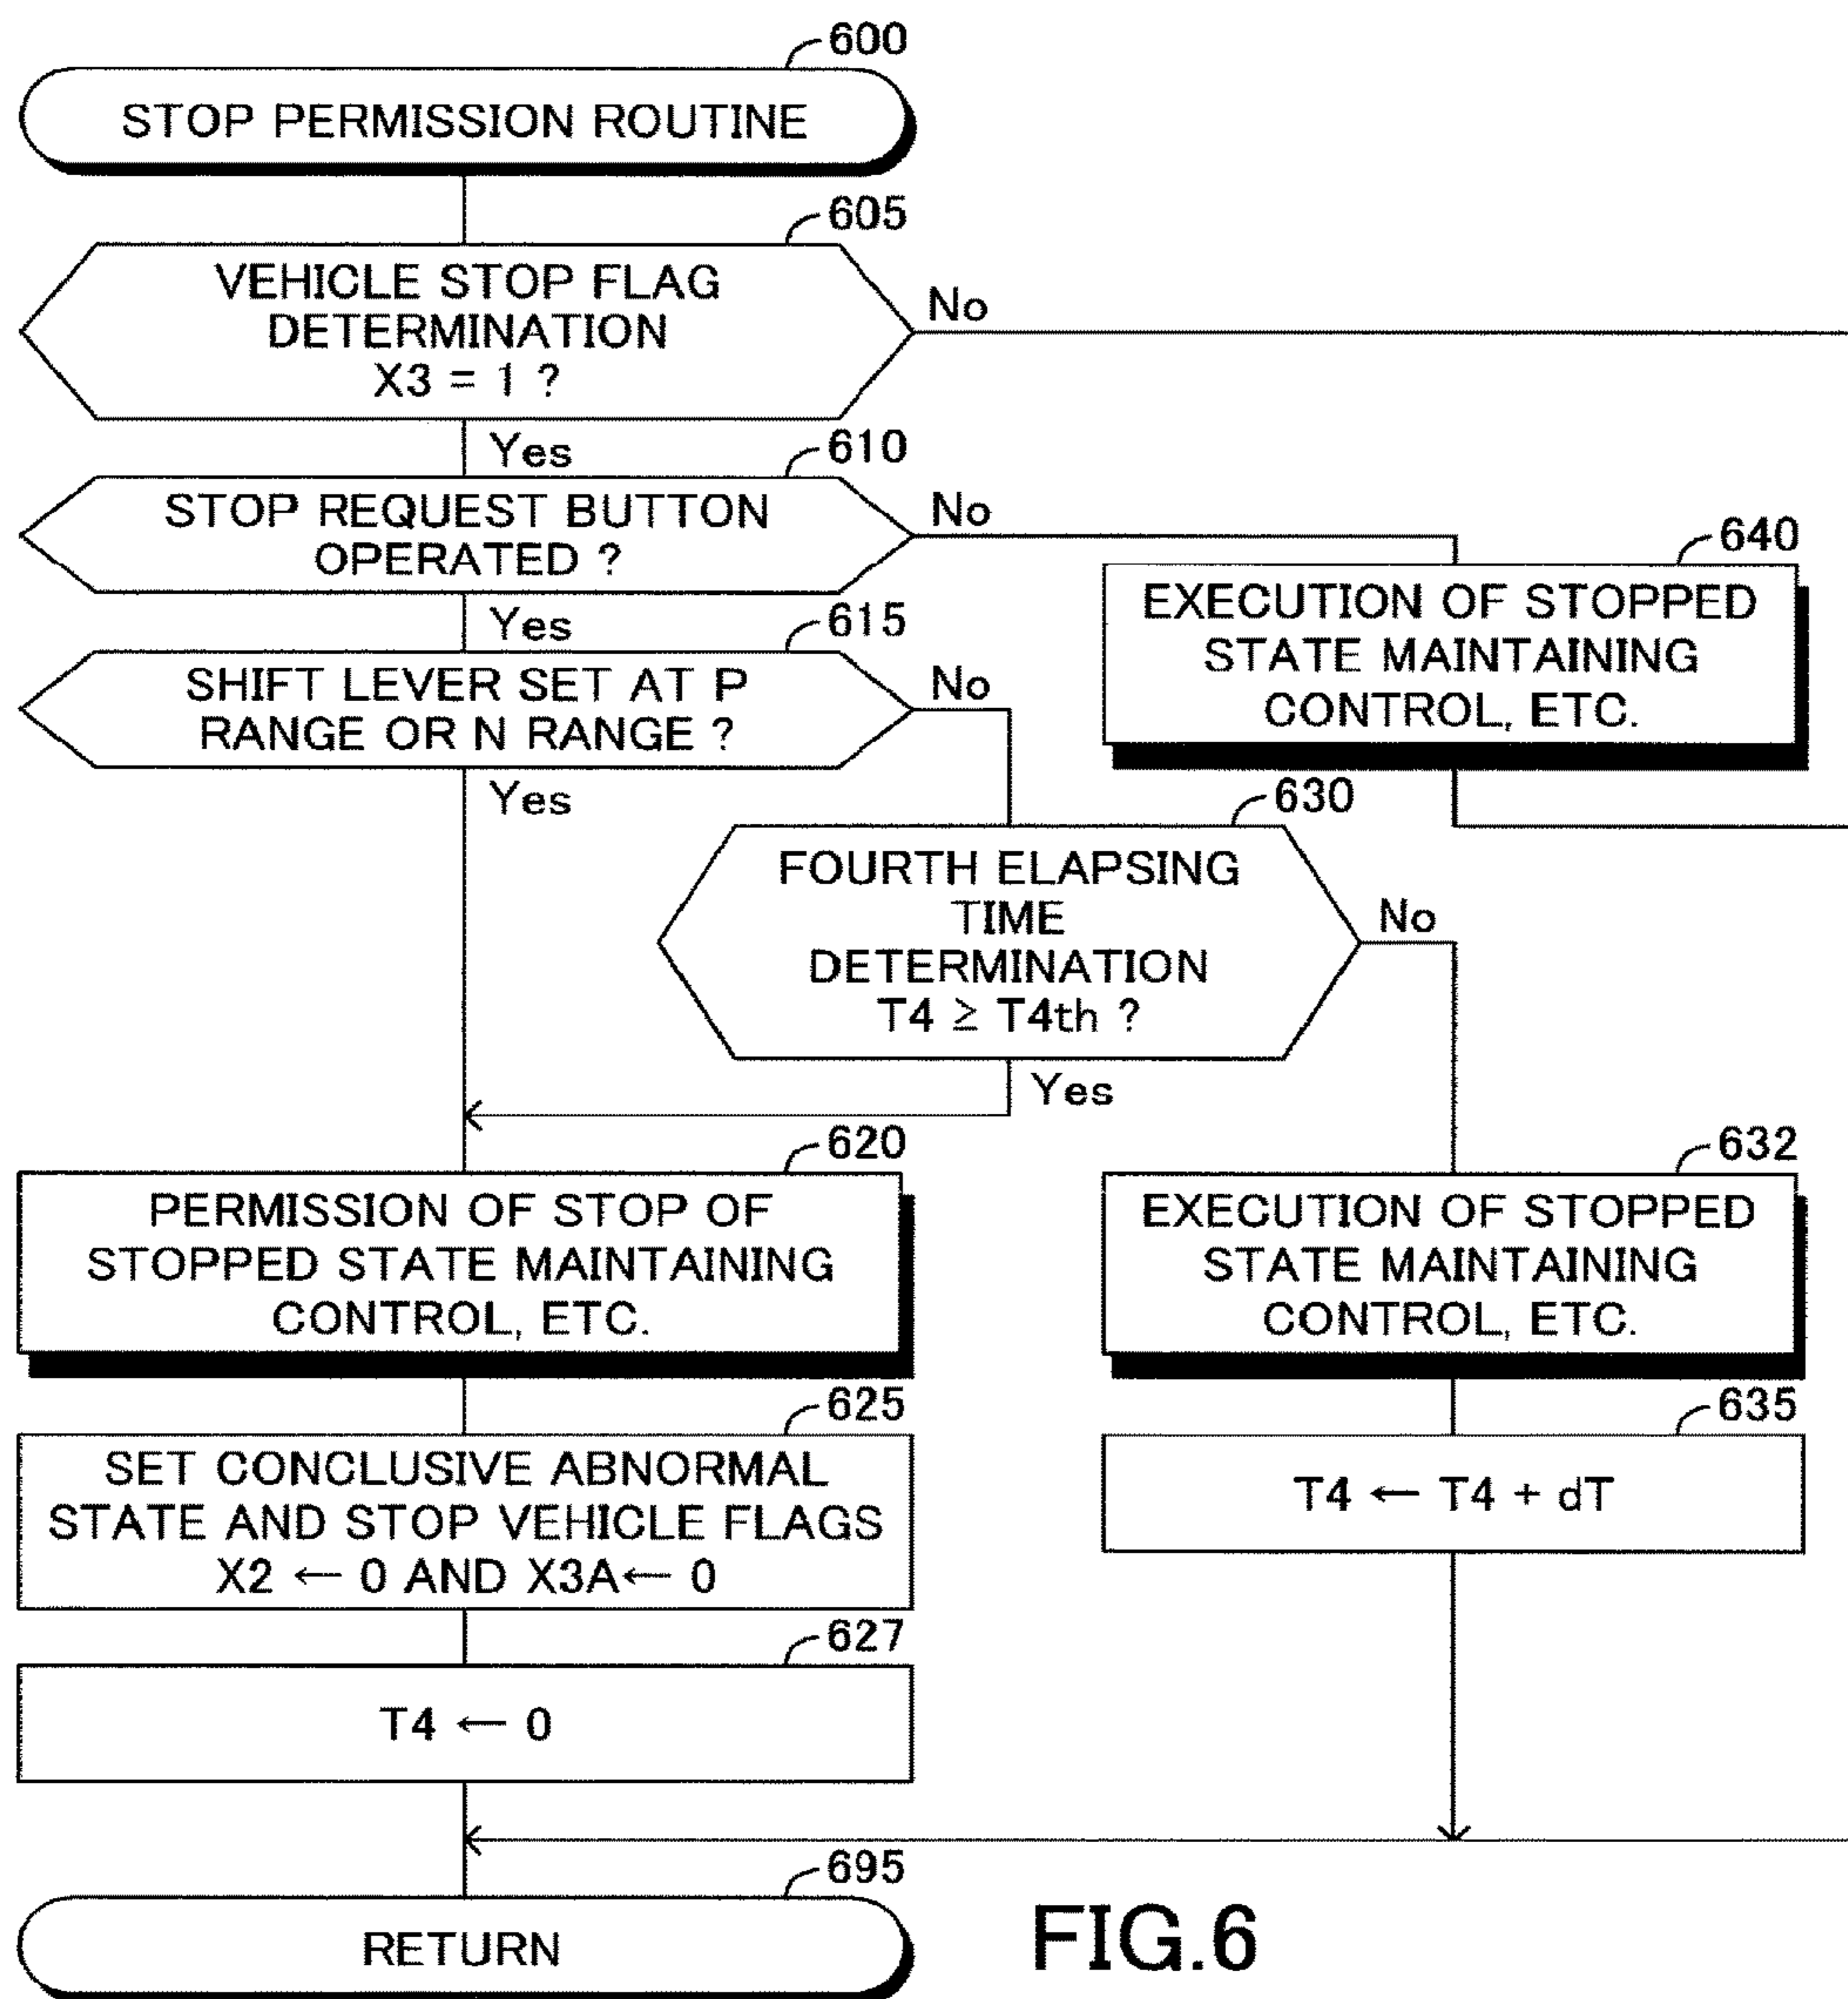 600
STOP PERMISSION ROUTINE
605
VEHICLE STOP FLAG
DETERMINATION
X3 = 1 ?
No
Yes
610
STOP REQUEST BUTTON
OPERATED ?
No
640
EXECUTION OF STOPPED
STATE MAINTAINING
CONTROL, ETC.
Yes
615
SHIFT LEVER SET AT P
RANGE OR N RANGE ?
No
Yes
630
FOURTH ELAPSING
TIME
DETERMINATION
T4 ≥ T4th ?
No
Yes
620
PERMISSION OF STOP OF
STOPPED STATE MAINTAINING
CONTROL, ETC.
632
EXECUTION OF STOPPED
STATE MAINTAINING
CONTROL, ETC.
625
SET CONCLUSIVE ABNORMAL
STATE AND STOP VEHICLE FLAGS
X2 ← 0 AND X3A← 0
635
T4 ← T4 + dT
627
T4 ← 0
695
RETURN
FIG.6